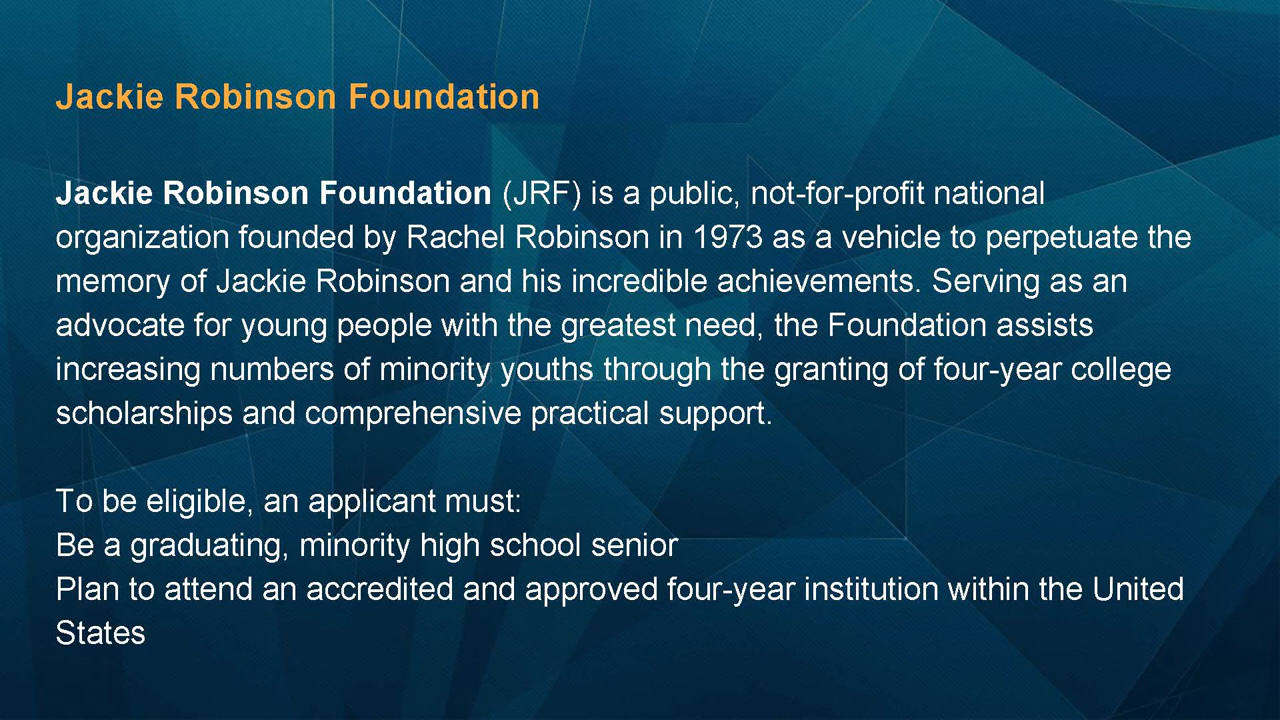 Jackie Robinson Foundation
Jackie Robinson Foundation (JRF) is a public, not-for-profit national
organization founded by Rachel Robinson in 1973 as a vehicle to perpetuate the
memory of Jackie Robinson and his incredible achievements. Serving as an
advocate for young people with the greatest need, the Foundation assists
increasing numbers of minority youths through the granting of four-year college
scholarships and comprehensive practical support.
To be eligible, an applicant must:
Be a graduating, minority high school senior
Plan to attend an accredited and approved four-year institution within the United
States